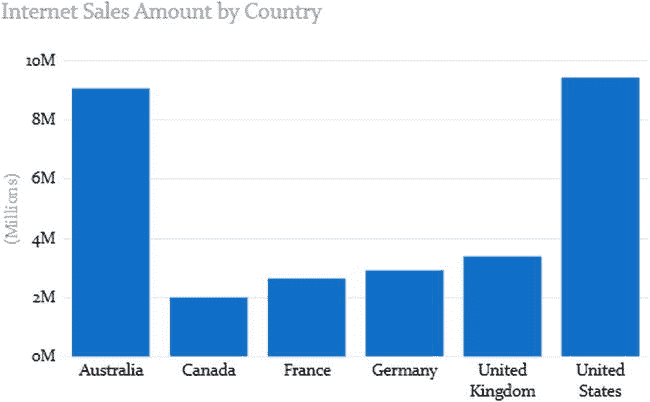 Internet Sales Amount by Country
10M
8M
6M
4M
2M
0M
(Millions)
Australia
Canada
France
Germany
United
Kingdom
United
States